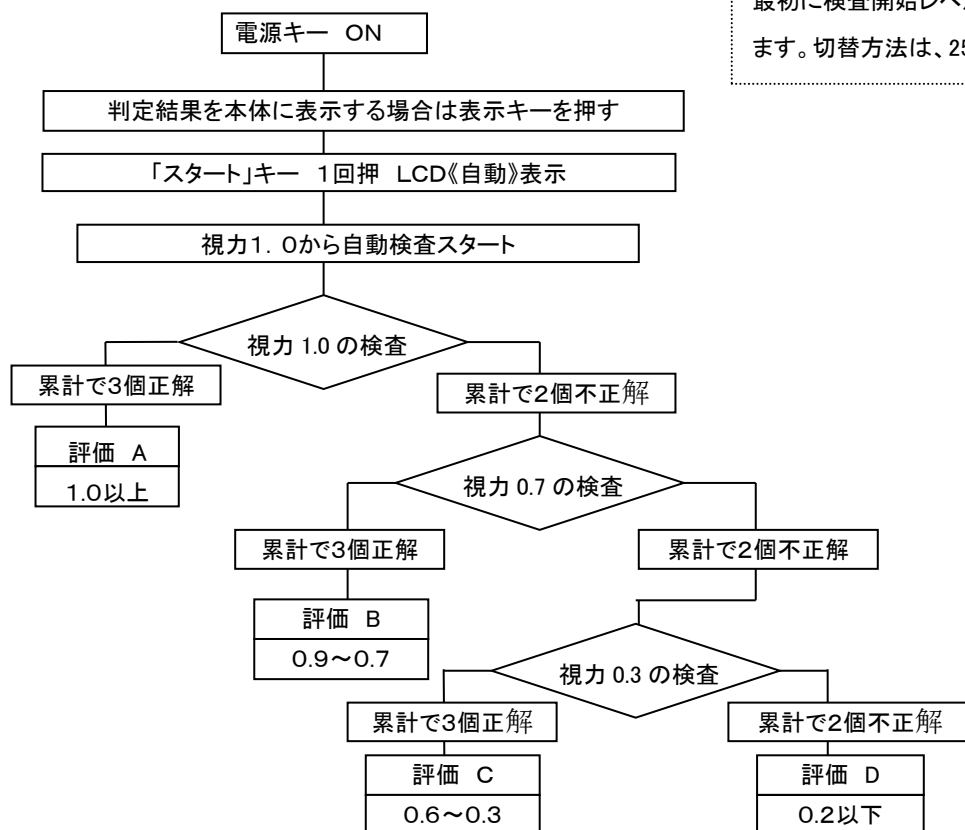 最初に検査開始レベ
ます。切替方法は、25
電源キー ON
判定結果を本体に表示する場合は表示キーを押す
「スタート」キー 1回押 LCD《自動》表示
視力1.0から自動検査スタート
視力 1.0 の検査
累計で3個正解
累計で2個不正解
評価 A
1.0以上
視力 0.7 の検査
累計で3個正解
累計で2個不正解
評価 B
0.9～0.7
視力 0.3 の検査
累計で3個正解
累計で2個不正解
評価 C
0.6～0.3
評価 D
0.2以下